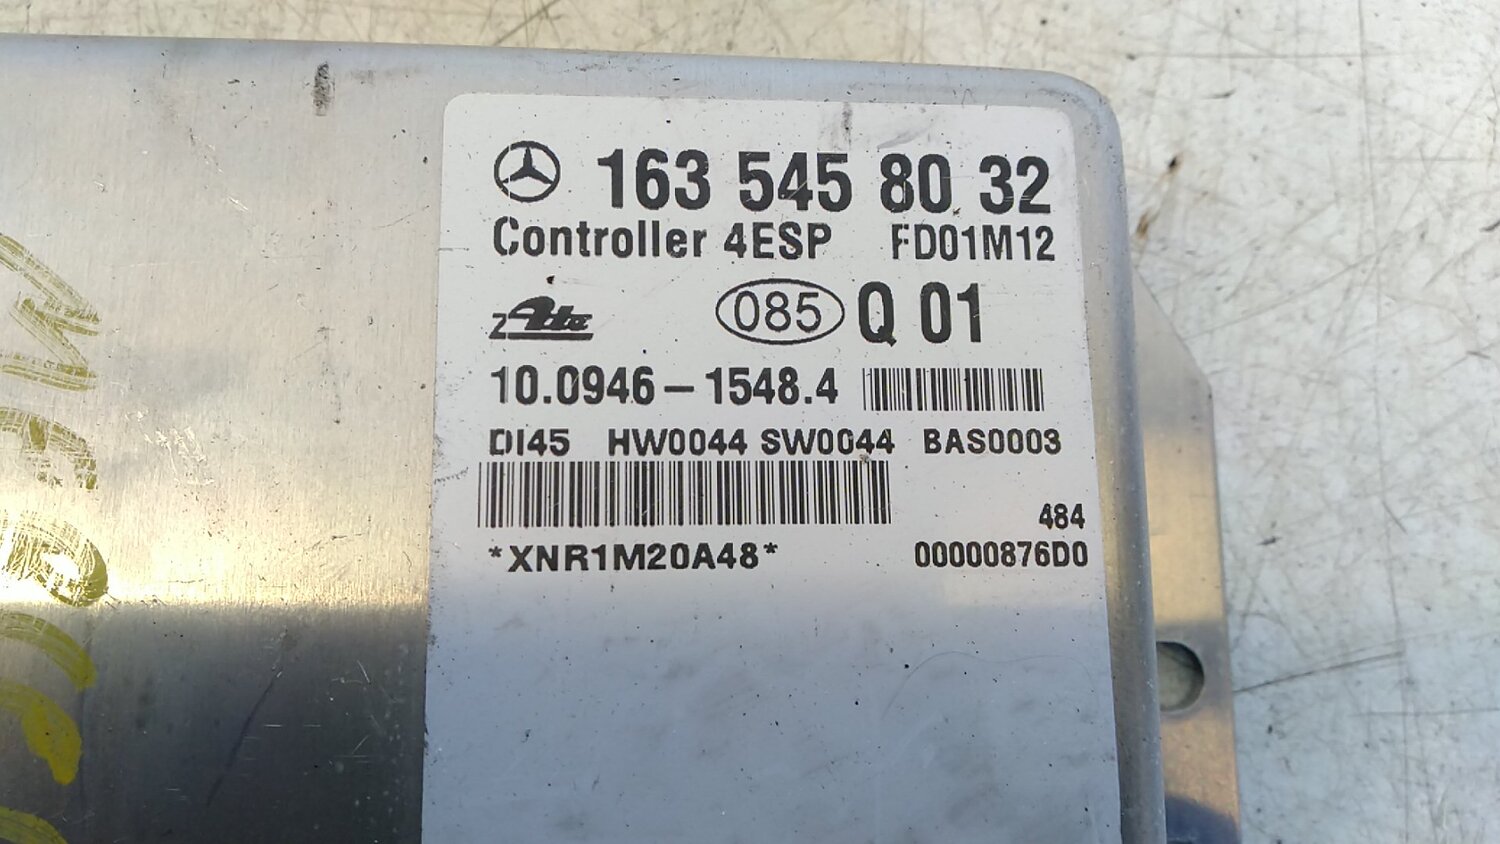 163 545 80 32
Controller 4ESP FD01M12
Z Ate 085 Q 01
10.0946-1548.4
DI45 HW0044 SW0044 BAS0003
484
*XNR1M20A48* 00000876D0